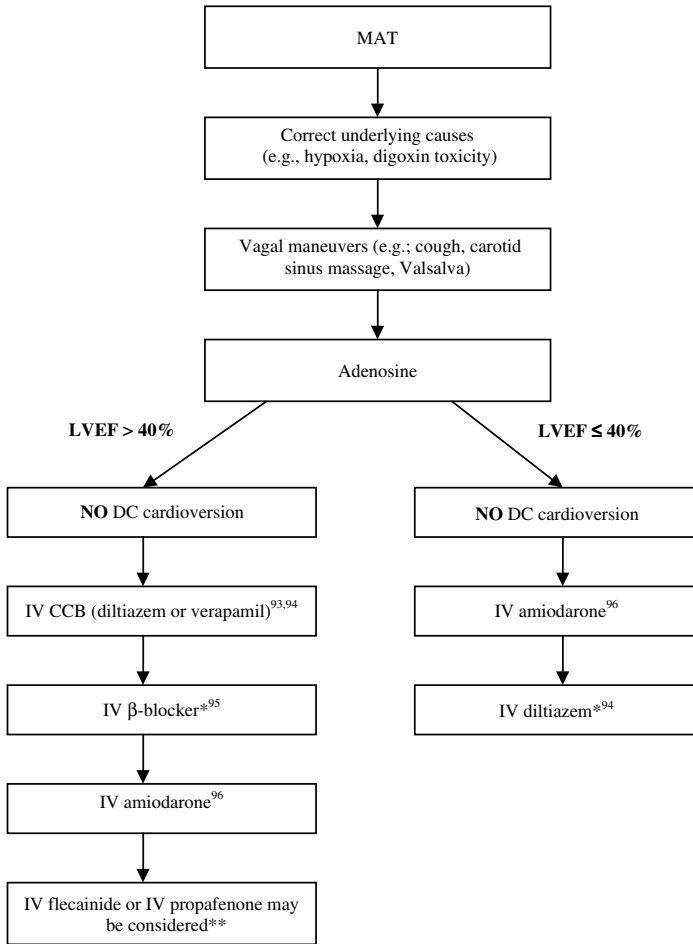 MAT
Correct underlying causes
(e.g., hypoxia, digoxin toxicity)
Vagal maneuvers (e.g.; cough, carotid
sinus massage, Valsalva)
Adenosine
LVEF > 40%
LVEF ≤ 40%
NO DC cardioversion
IV CCB (diltiazem or verapamil)93,94
IV β-blocker*95
IV amiodarone96
IV flecainide or IV propafenone may
be considered**
NO DC cardioversion
IV amiodarone96
IV diltiazem*94